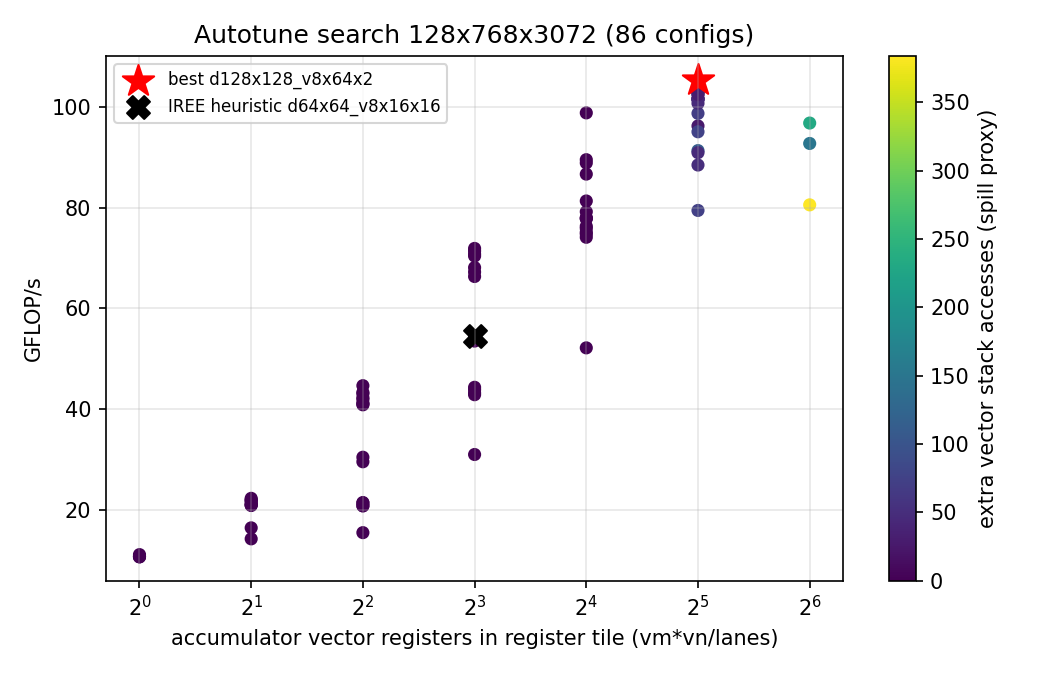 Autotune search 128x768x3072 (86 configs)
best d128x128_v8x64x2
IREE heuristic d64x64_v8x16x16
GFLOP/s
100
80
60
40
20
2⁰ 2¹ 2² 2³ 2⁴ 2⁵ 2⁶
accumulator vector registers in register tile (vm*vn/lanes)
350
300
250
200
150
100
50
0
extra vector stack accesses (spill proxy)